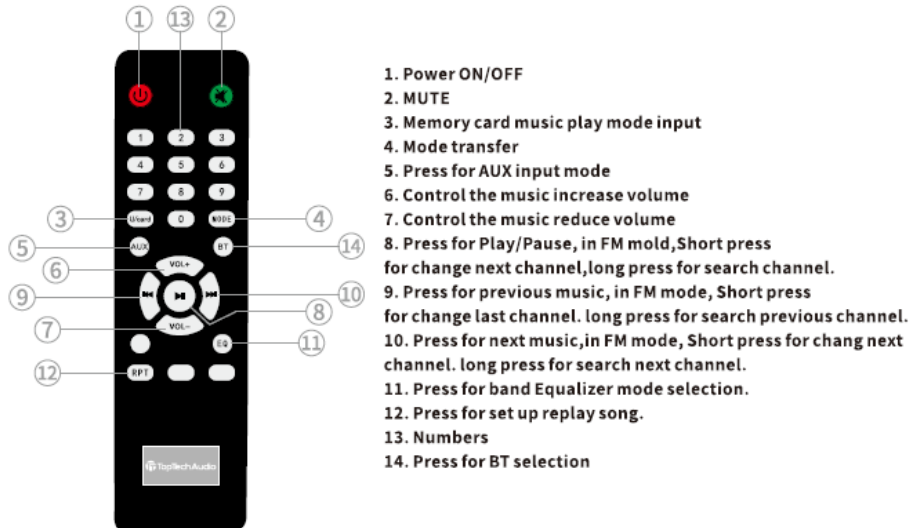 1 13 2
1 2 3
4 5 6
7 8 9
U/card 0 MODE
3 4
AUX BT
5 14
VOL+
6
9 10
VOL-
7 8
EQ
11
RPT
12
TopTech Audio
1. Power ON/OFF
2. MUTE
3. Memory card music play mode input
4. Mode transfer
5. Press for AUX input mode
6. Control the music increase volume
7. Control the music reduce volume
8. Press for Play/Pause, in FM mold,Short press
for change next channel,long press for search channel.
9. Press for previous music, in FM mode, Short press
for change last channel. long press for search previous channel.
10. Press for next music,in FM mode, Short press for chang next
channel. long press for search next channel.
11. Press for band Equalizer mode selection.
12. Press for set up replay song.
13. Numbers
14. Press for BT selection